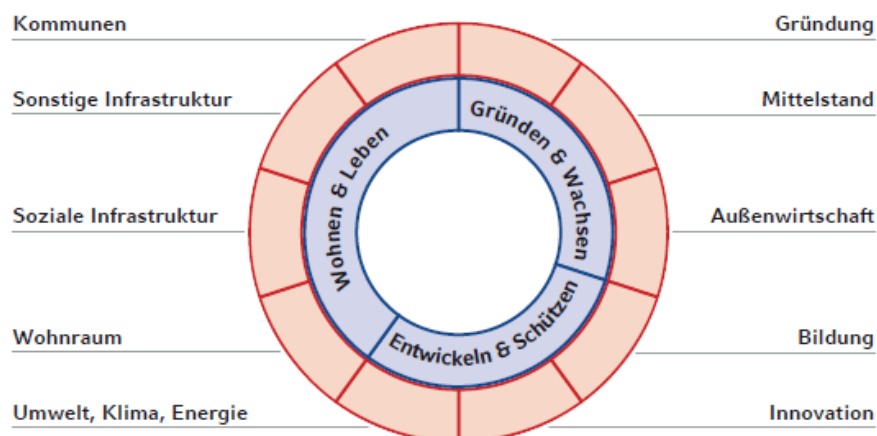 Kommunen
Gründung
Sonstige Infrastruktur
Mittelstand
Soziale Infrastruktur
Außenwirtschaft
Wohnraum
Bildung
Umwelt, Klima, Energie
Innovation
Gründen & Wachsen
Entwickeln & Schützen
Wohnen & Leben